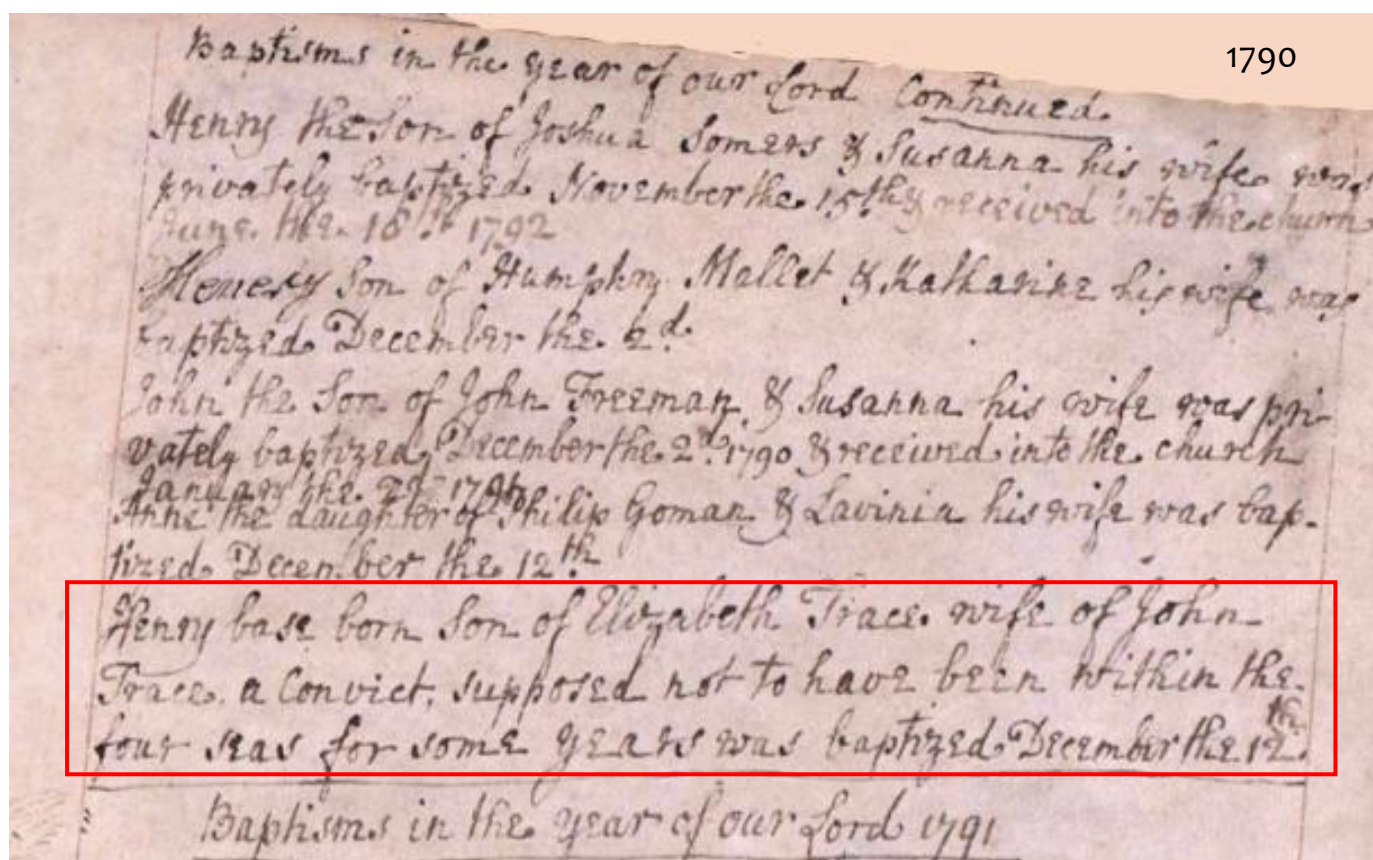 1790
Baptisms in the year of our Lord Continued.
Henry the Son of Joshua Somers & Susanna his wife was
privately baptized November the 15th & received into the church
June the 18th 1792
Henery Son of Humphry Mallet & Katharine his wife was
baptized December the 2d.
John the Son of John Freeman & Susanna his wife was pri-
vately baptized December the 2d. 1790 & received into the church
January the 1791
Anne the daughter of Philip Goman & Lavinia his wife was bap-
tized December the 12th
Henry base born Son of Elizabeth Trace wife of John
Trace a Convict, supposed not to have been within the
four seas for some years was baptized December the 12th.
Baptisms in the year of our Lord 1791